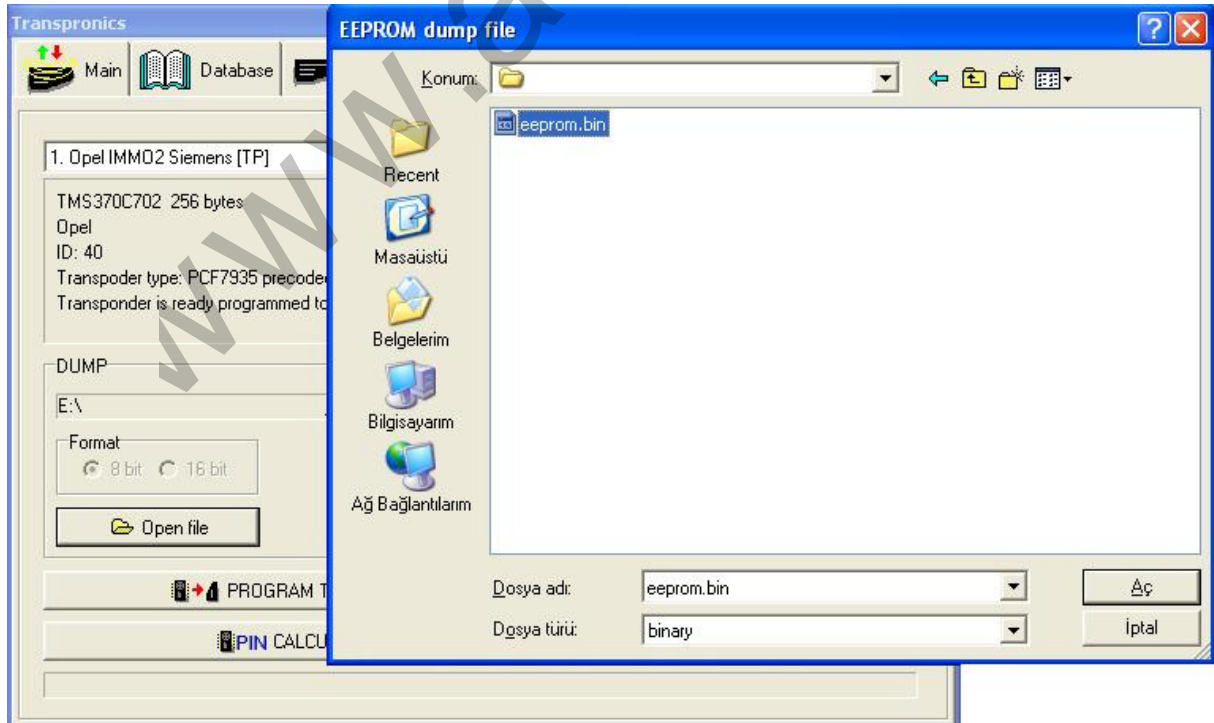 Transpronics
Main
Database
1. Opel IMMO2 Siemens [TP]
TMS370C702 256 bytes
Opel
ID: 40
Transpoder type: PCF7935 precode
Transponder is ready programmed to
DUMP
E:\
Format
8 bit
16 bit
Open file
PROGRAM T
PIN CALCU
EEPROM dump file
Konum:
eeprom.bin
Recent
Masaüstü
Belgelerim
Bilgisayarım
Ağ Bağlantılarım
Dosya adı:
eeprom.bin
Aç
Dosya türü:
binary
İptal
www.a